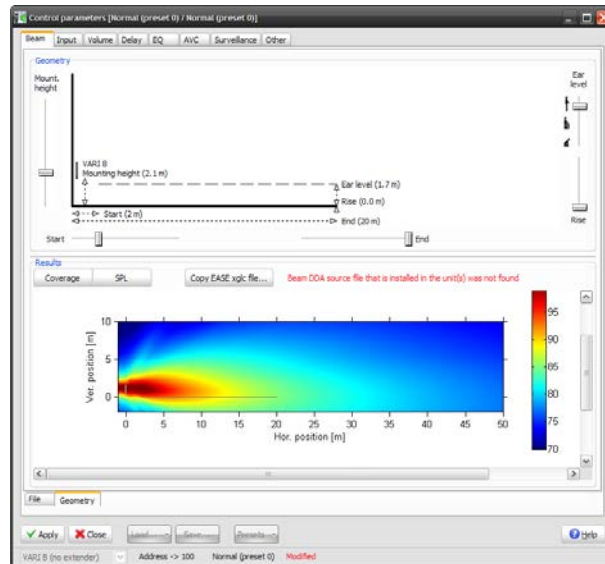 Control parameters [Normal (preset 0) / Normal (preset 0)]
Beam Input Volume Delay EQ AVC Surveillance Other
Geometry
Mount. height
Ear level
VARI B
Mounting height (2.1 m)
Ear level (1.7 m)
Rise (0.0 m)
Start (2 m)
End (20 m)
Rise
Start
End
Results
Coverage SPL Copy EASE xglc file... Beam DDA source file that is installed in the unit(s) was not found
Ver. position [m]
10
5
0
0 5 10 15 20 25 30 35 40 45 50
Hor. position [m]
95
90
85
80
75
70
File Geometry
Apply Close Load... Save... Presets... Help
VARI B (no extender) Address -> 100 Normal (preset 0) Modified